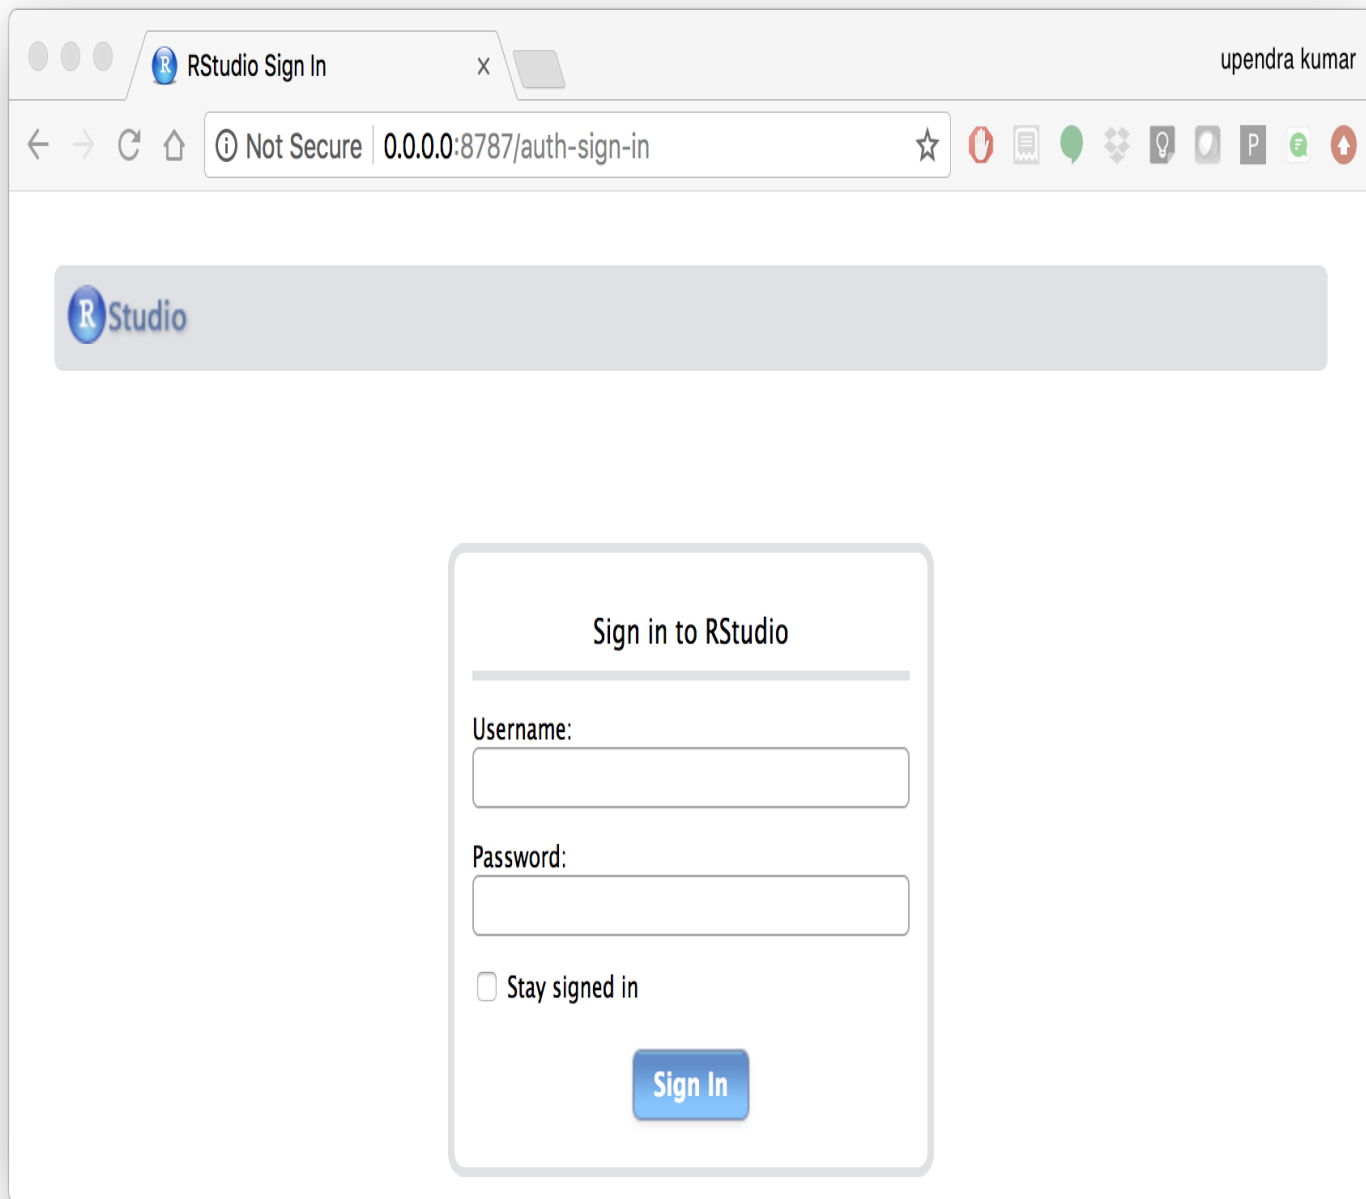 RStudio Sign In
upendra kumar
Not Secure 0.0.0.0:8787/auth-sign-in
P
R Studio
Sign in to RStudio
Username:
Password:
Stay signed in
Sign In